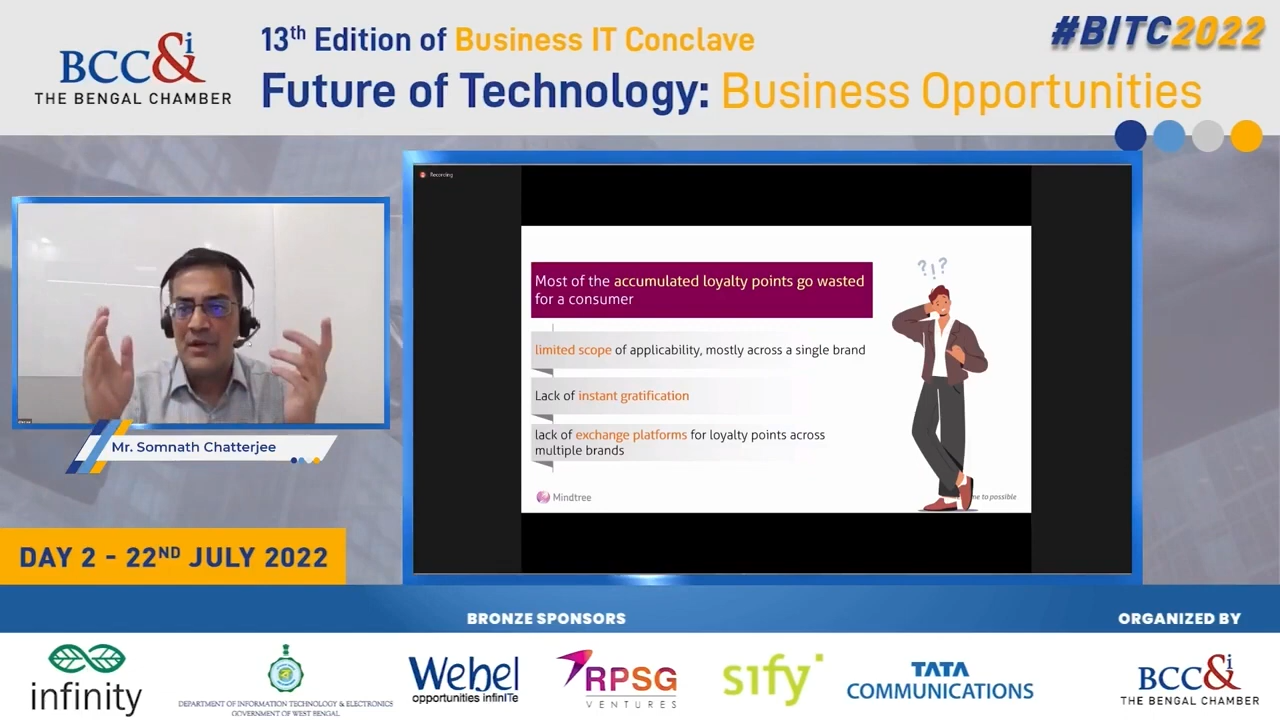 BCC&i
THE BENGAL CHAMBER
13th Edition of Business IT Conclave
Future of Technology: Business Opportunities
#BITC2022
Recording
Most of the accumulated loyalty points go wasted
for a consumer
limited scope of applicability, mostly across a single brand
Lack of instant gratification
lack of exchange platforms for loyalty points across
multiple brands
Mindtree
to possible
?!?
Mr. Somnath Chatterjee
DAY 2 - 22ND JULY 2022
BRONZE SPONSORS
ORGANIZED BY
infinity
DEPARTMENT OF INFORMATION TECHNOLOGY & ELECTRONICS
GOVERNMENT OF WEST BENGAL
Webel
opportunities infinITe
RPSG
VENTURES
sify
TATA
COMMUNICATIONS
BCC&i
THE BENGAL CHAMBER